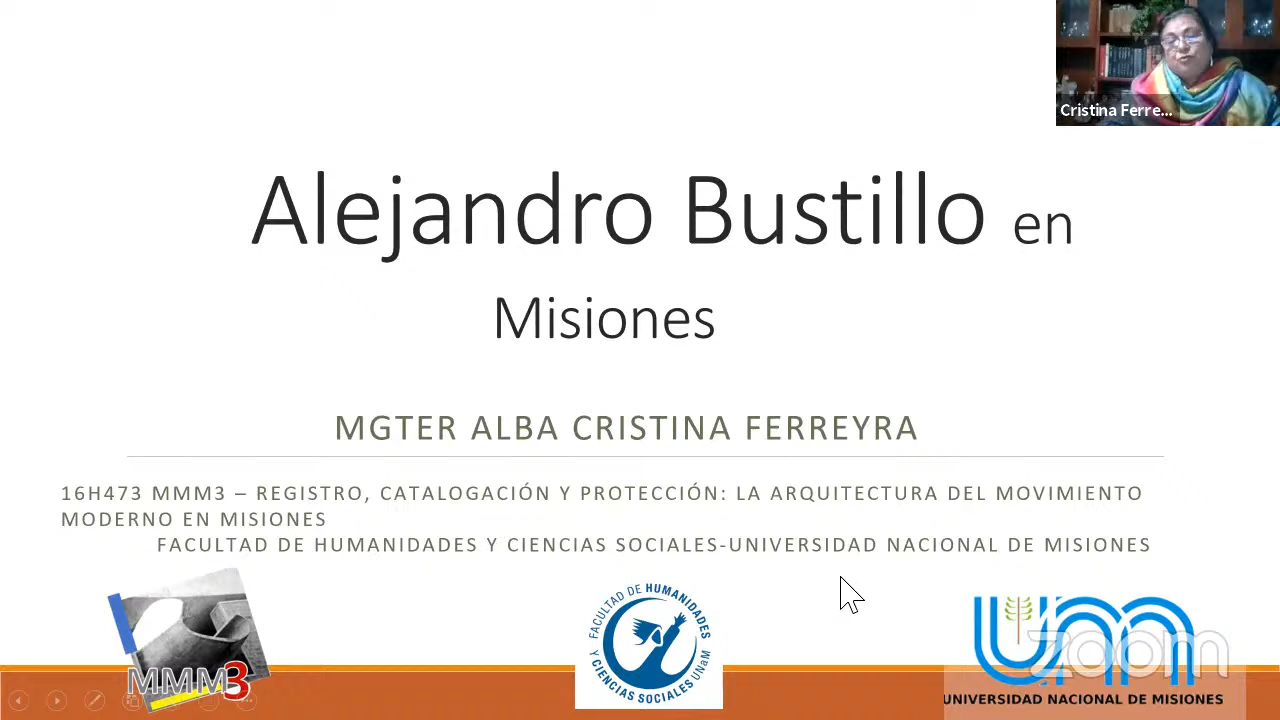 Cristina Ferre...
Alejandro Bustillo en
Misiones
MGTER ALBA CRISTINA FERREYRA
16H473 MMM3 – REGISTRO, CATALOGACIÓN Y PROTECCIÓN: LA ARQUITECTURA DEL MOVIMIENTO
MODERNO EN MISIONES
FACULTAD DE HUMANIDADES Y CIENCIAS SOCIALES-UNIVERSIDAD NACIONAL DE MISIONES
MMM3
FACULTAD DE HUMANIDADES
Y CIENCIAS SOCIALES UNaM
unm
zoom
UNIVERSIDAD NACIONAL DE MISIONES